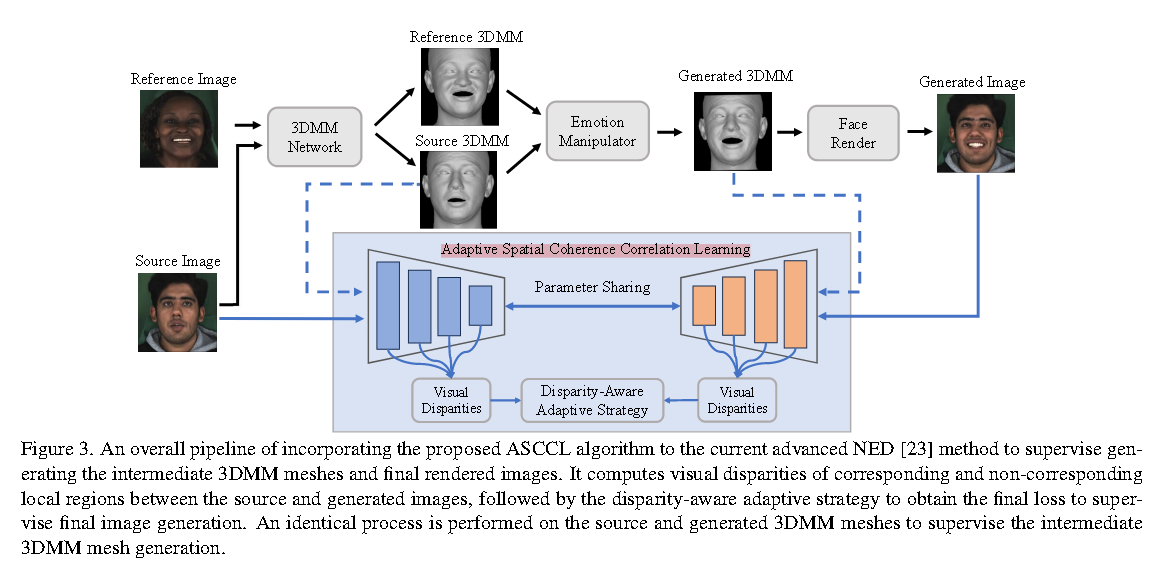 Reference 3DMM
Reference Image
Generated 3DMM
Generated Image
3DMM
Network
Emotion
Manipulator
Face
Render
Source 3DMM
Source Image
Adaptive Spatial Coherence Correlation Learning
Parameter Sharing
Visual
Disparities
Disparity-Aware
Adaptive Strategy
Visual
Disparities
Figure 3. An overall pipeline of incorporating the proposed ASCCL algorithm to the current advanced NED [23] method to supervise gen-
erating the intermediate 3DMM meshes and final rendered images. It computes visual disparities of corresponding and non-corresponding
local regions between the source and generated images, followed by the disparity-aware adaptive strategy to obtain the final loss to super-
vise final image generation. An identical process is performed on the source and generated 3DMM meshes to supervise the intermediate
3DMM mesh generation.